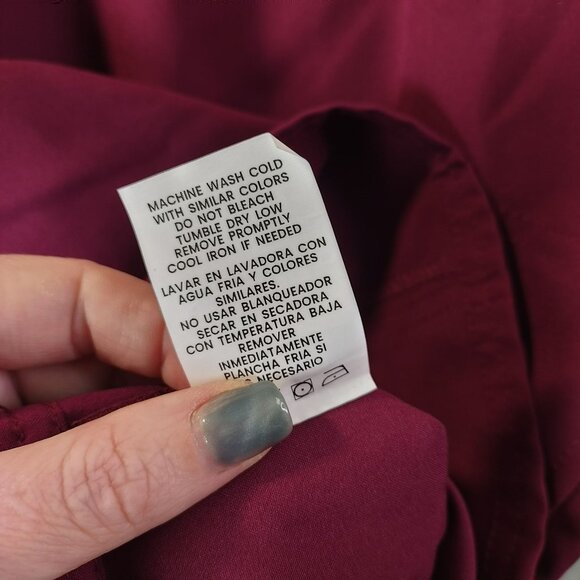 MACHINE WASH COLD
WITH SIMILAR COLORS
DO NOT BLEACH
TUMBLE DRY LOW
REMOVE PROMPTLY
COOL IRON IF NEEDED
LAVAR EN LAVADORA CON
AGUA FRIA Y COLORES
SIMILARES.
NO USAR BLANQUEADOR
SECAR EN SECADORA
CON TEMPERATURA BAJA
REMOVER
INMEDIATAMENTE
PLANCHA FRIA SI
NECESARIO